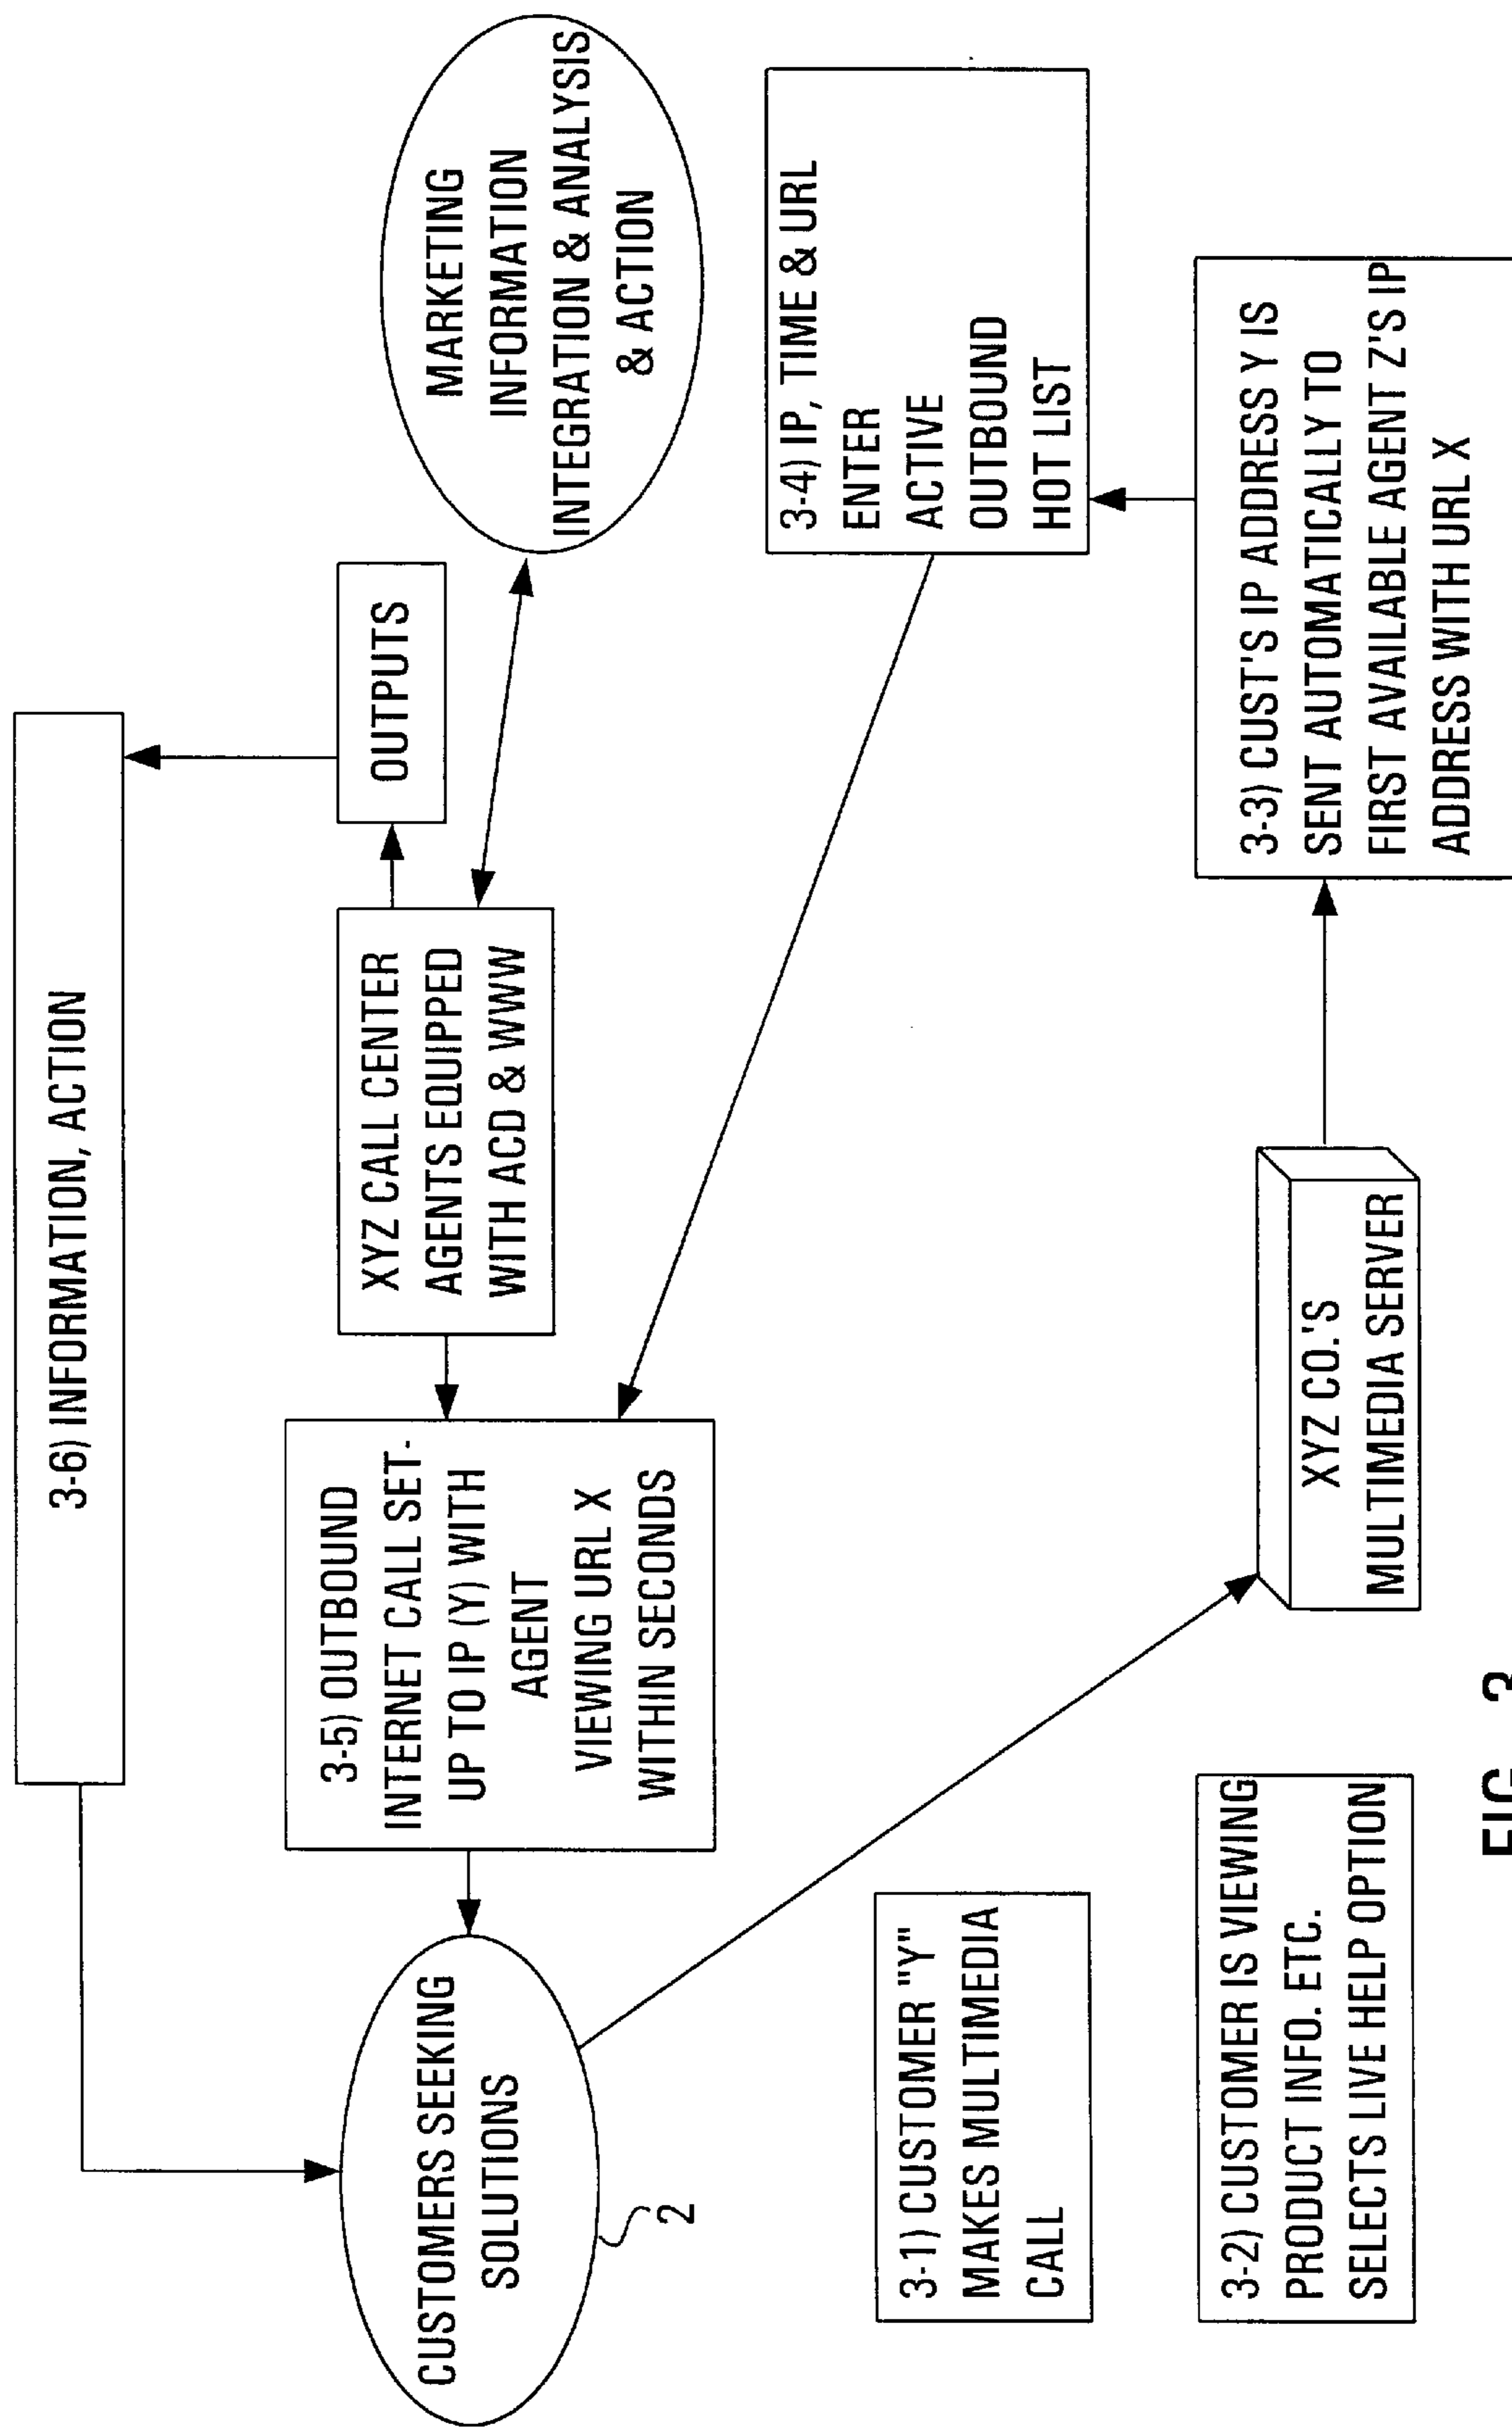 3-6) INFORMATION, ACTION
CUSTOMERS SEEKING
SOLUTIONS
2
3-5) OUTBOUND
INTERNET CALL SET-
UP TO IP (Y) WITH
AGENT
VIEWING URL X
WITHIN SECONDS
XYZ CALL CENTER
AGENTS EQUIPPED
WITH ACD & WWW
OUTPUTS
MARKETING
INFORMATION
INTEGRATION & ANALYSIS
& ACTION
3-1) CUSTOMER "Y"
MAKES MULTIMEDIA
CALL
3-4) IP, TIME & URL
ENTER
ACTIVE
OUTBOUND
HOT LIST
3-2) CUSTOMER IS VIEWING
PRODUCT INFO. ETC.
SELECTS LIVE HELP OPTION
XYZ CO.'S
MULTIMEDIA SERVER
3-3) CUST'S IP ADDRESS Y IS
SENT AUTOMATICALLY TO
FIRST AVAILABLE AGENT Z'S IP
ADDRESS WITH URL X
FIG. 3